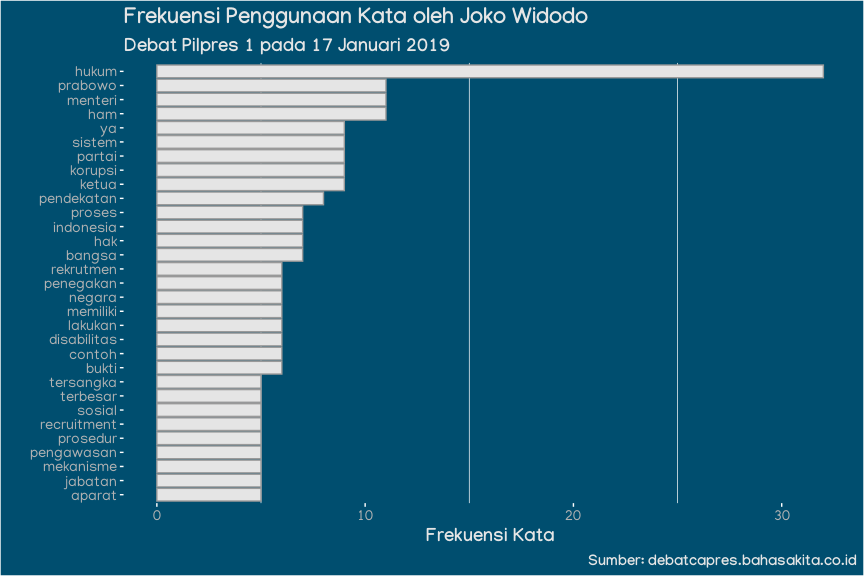 Frekuensi Penggunaan Kata oleh Joko Widodo
Debat Pilpres 1 pada 17 Januari 2019
hukum
prabowo
menteri
ham
ya
sistem
partai
korupsi
ketua
pendekatan
proses
indonesia
hak
bangsa
rekrutmen
penegakan
negara
memiliki
lakukan
disabilitas
contoh
bukti
tersangka
terbesar
sosial
recruitment
prosedur
pengawasan
mekanisme
jabatan
aparat
0 10 20 30
Frekuensi Kata
Sumber: debatcapres.bahasakita.co.id